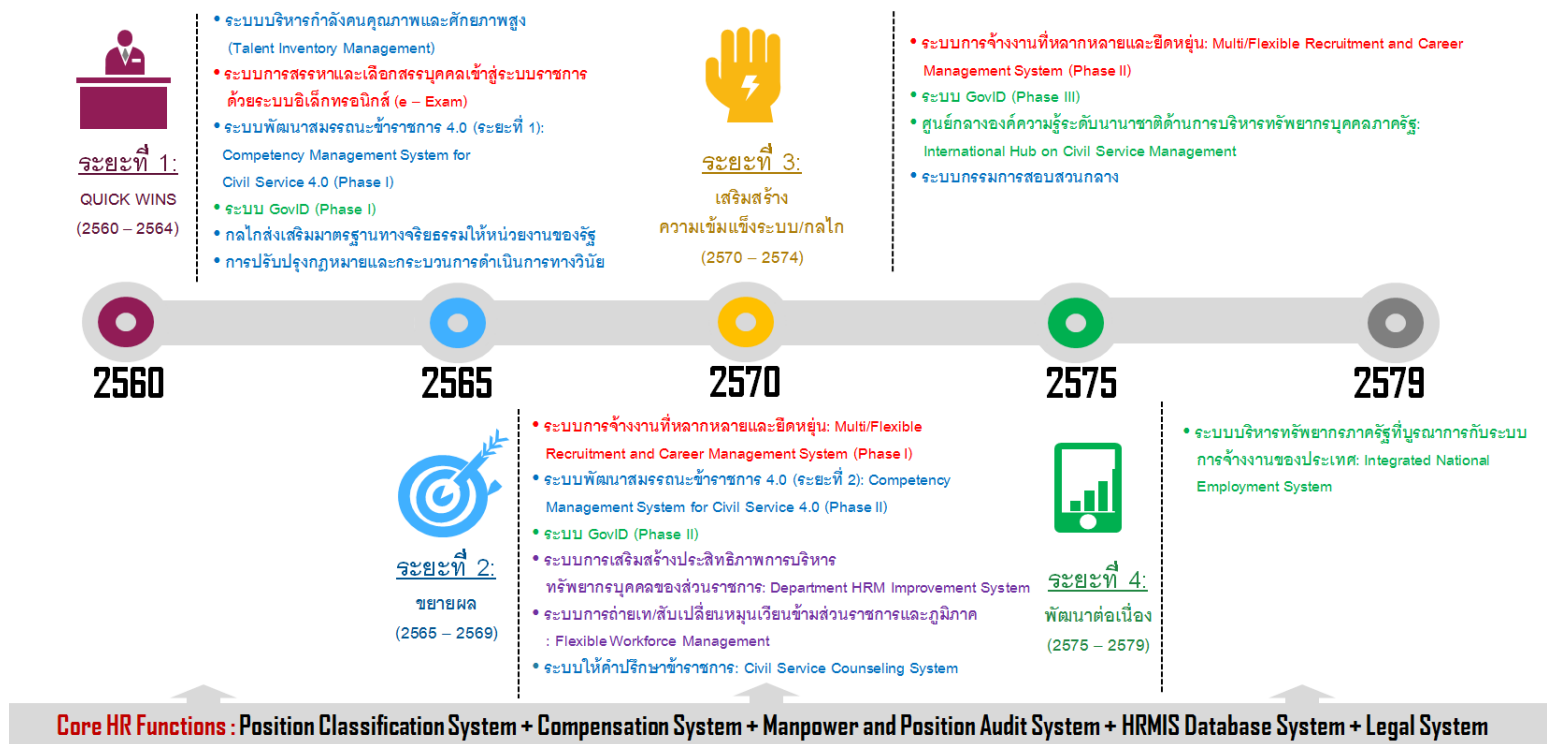 ระยะที่ 1:
QUICK WINS
(2560 – 2564)
• ระบบบริหารกำลังคนคุณภาพและศักยภาพสูง
(Talent Inventory Management)
• ระบบการสรรหาและเลือกสรรบุคคลเข้าสู่ระบบราชการ
ด้วยระบบอิเล็กทรอนิกส์ (e – Exam)
• ระบบพัฒนาสมรรถนะข้าราชการ 4.0 (ระยะที่ 1):
Competency Management System for
Civil Service 4.0 (Phase I)
• ระบบ GovID (Phase I)
• กลไกส่งเสริมมาตรฐานทางจริยธรรมให้หน่วยงานของรัฐ
• การปรับปรุงกฎหมายและกระบวนการดำเนินการทางวินัย
ระยะที่ 3:
เสริมสร้าง
ความเข้มแข็งระบบ/กลไก
(2570 – 2574)
• ระบบการจ้างงานที่หลากหลายและยืดหยุ่น: Multi/Flexible Recruitment and Career
Management System (Phase II)
• ระบบ GovID (Phase III)
• ศูนย์กลางองค์ความรู้ระดับนานาชาติด้านการบริหารทรัพยากรบุคคลภาครัฐ:
International Hub on Civil Service Management
• ระบบกรรมการสอบสวนกลาง
2560
2565
2570
2575
2579
ระยะที่ 2:
ขยายผล
(2565 – 2569)
• ระบบการจ้างงานที่หลากหลายและยืดหยุ่น: Multi/Flexible
Recruitment and Career Management System (Phase I)
• ระบบพัฒนาสมรรถนะข้าราชการ 4.0 (ระยะที่ 2): Competency
Management System for Civil Service 4.0 (Phase II)
• ระบบ GovID (Phase II)
• ระบบการเสริมสร้างประสิทธิภาพการบริหาร
ทรัพยากรบุคคลของส่วนราชการ: Department HRM Improvement System
• ระบบการถ่ายเท/สับเปลี่ยนหมุนเวียนข้ามส่วนราชการและภูมิภาค
: Flexible Workforce Management
• ระบบให้คำปรึกษาข้าราชการ: Civil Service Counseling System
ระยะที่ 4:
พัฒนาต่อเนื่อง
(2575 – 2579)
• ระบบบริหารทรัพยากรภาครัฐที่บูรณาการกับระบบ
การจ้างงานของประเทศ: Integrated National
Employment System
Core HR Functions : Position Classification System + Compensation System + Manpower and Position Audit System + HRMIS Database System + Legal System